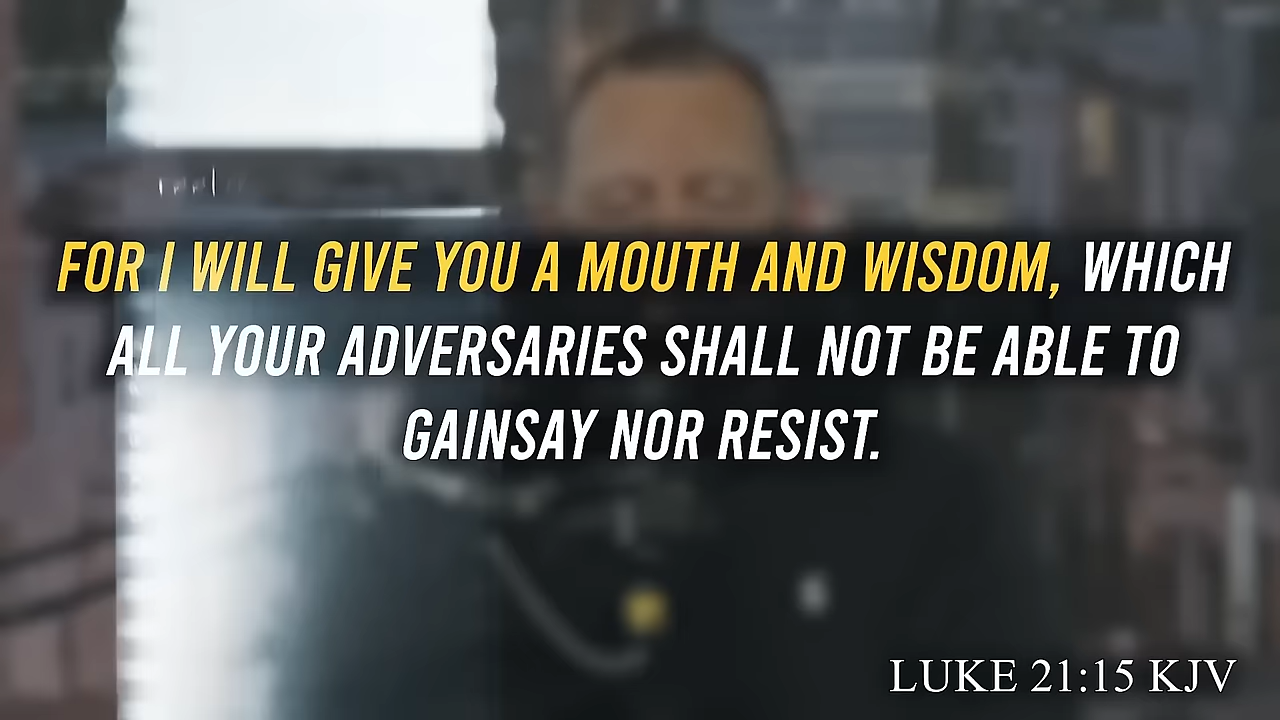 FOR I WILL GIVE YOU A MOUTH AND WISDOM, WHICH
ALL YOUR ADVERSARIES SHALL NOT BE ABLE TO
GAINSAY NOR RESIST.
LUKE 21:15 KJV